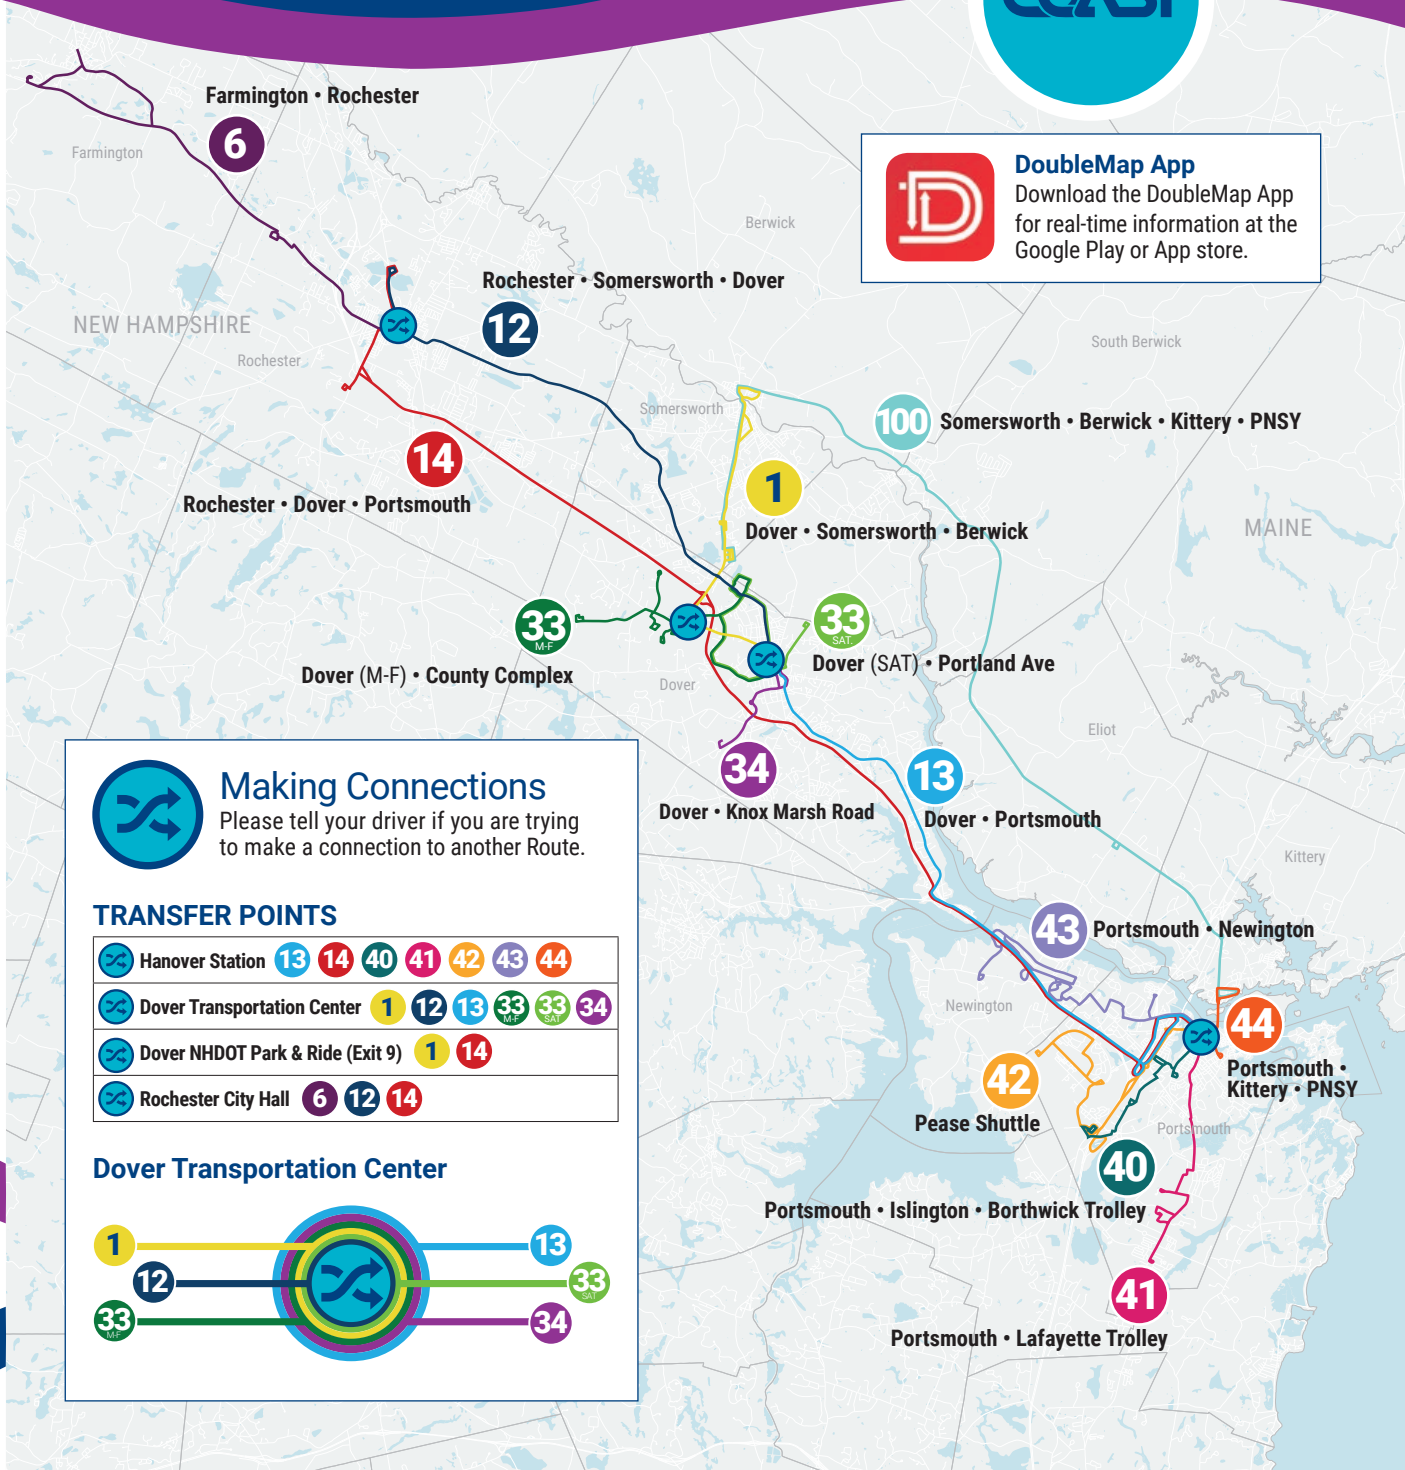 COAST
Farmington • Rochester
6
Farmington
DoubleMap App
Download the DoubleMap App
for real-time information at the
Google Play or App store.
Berwick
Rochester • Somersworth • Dover
12
NEW HAMPSHIRE
Rochester
South Berwick
Somersworth
100 Somersworth • Berwick • Kittery • PNSY
14
Rochester • Dover • Portsmouth
1
Dover • Somersworth • Berwick
MAINE
33
M-F
Dover (M-F) • County Complex
33
SAT.
Dover (SAT) • Portland Ave
Dover
Eliot
34
Dover • Knox Marsh Road
13
Dover • Portsmouth
Kittery
43 Portsmouth • Newington
Newington
44
Portsmouth •
Kittery • PNSY
42
Pease Shuttle
Portsmouth
40
Portsmouth • Islington • Borthwick Trolley
41
Portsmouth • Lafayette Trolley
Making Connections
Please tell your driver if you are trying
to make a connection to another Route.
TRANSFER POINTS
Hanover Station 13 14 40 41 42 43 44
Dover Transportation Center 1 12 13 33 M-F 33 SAT 34
Dover NHDOT Park & Ride (Exit 9) 1 14
Rochester City Hall 6 12 14
Dover Transportation Center
1
13
12
33
SAT
33
M-F
34